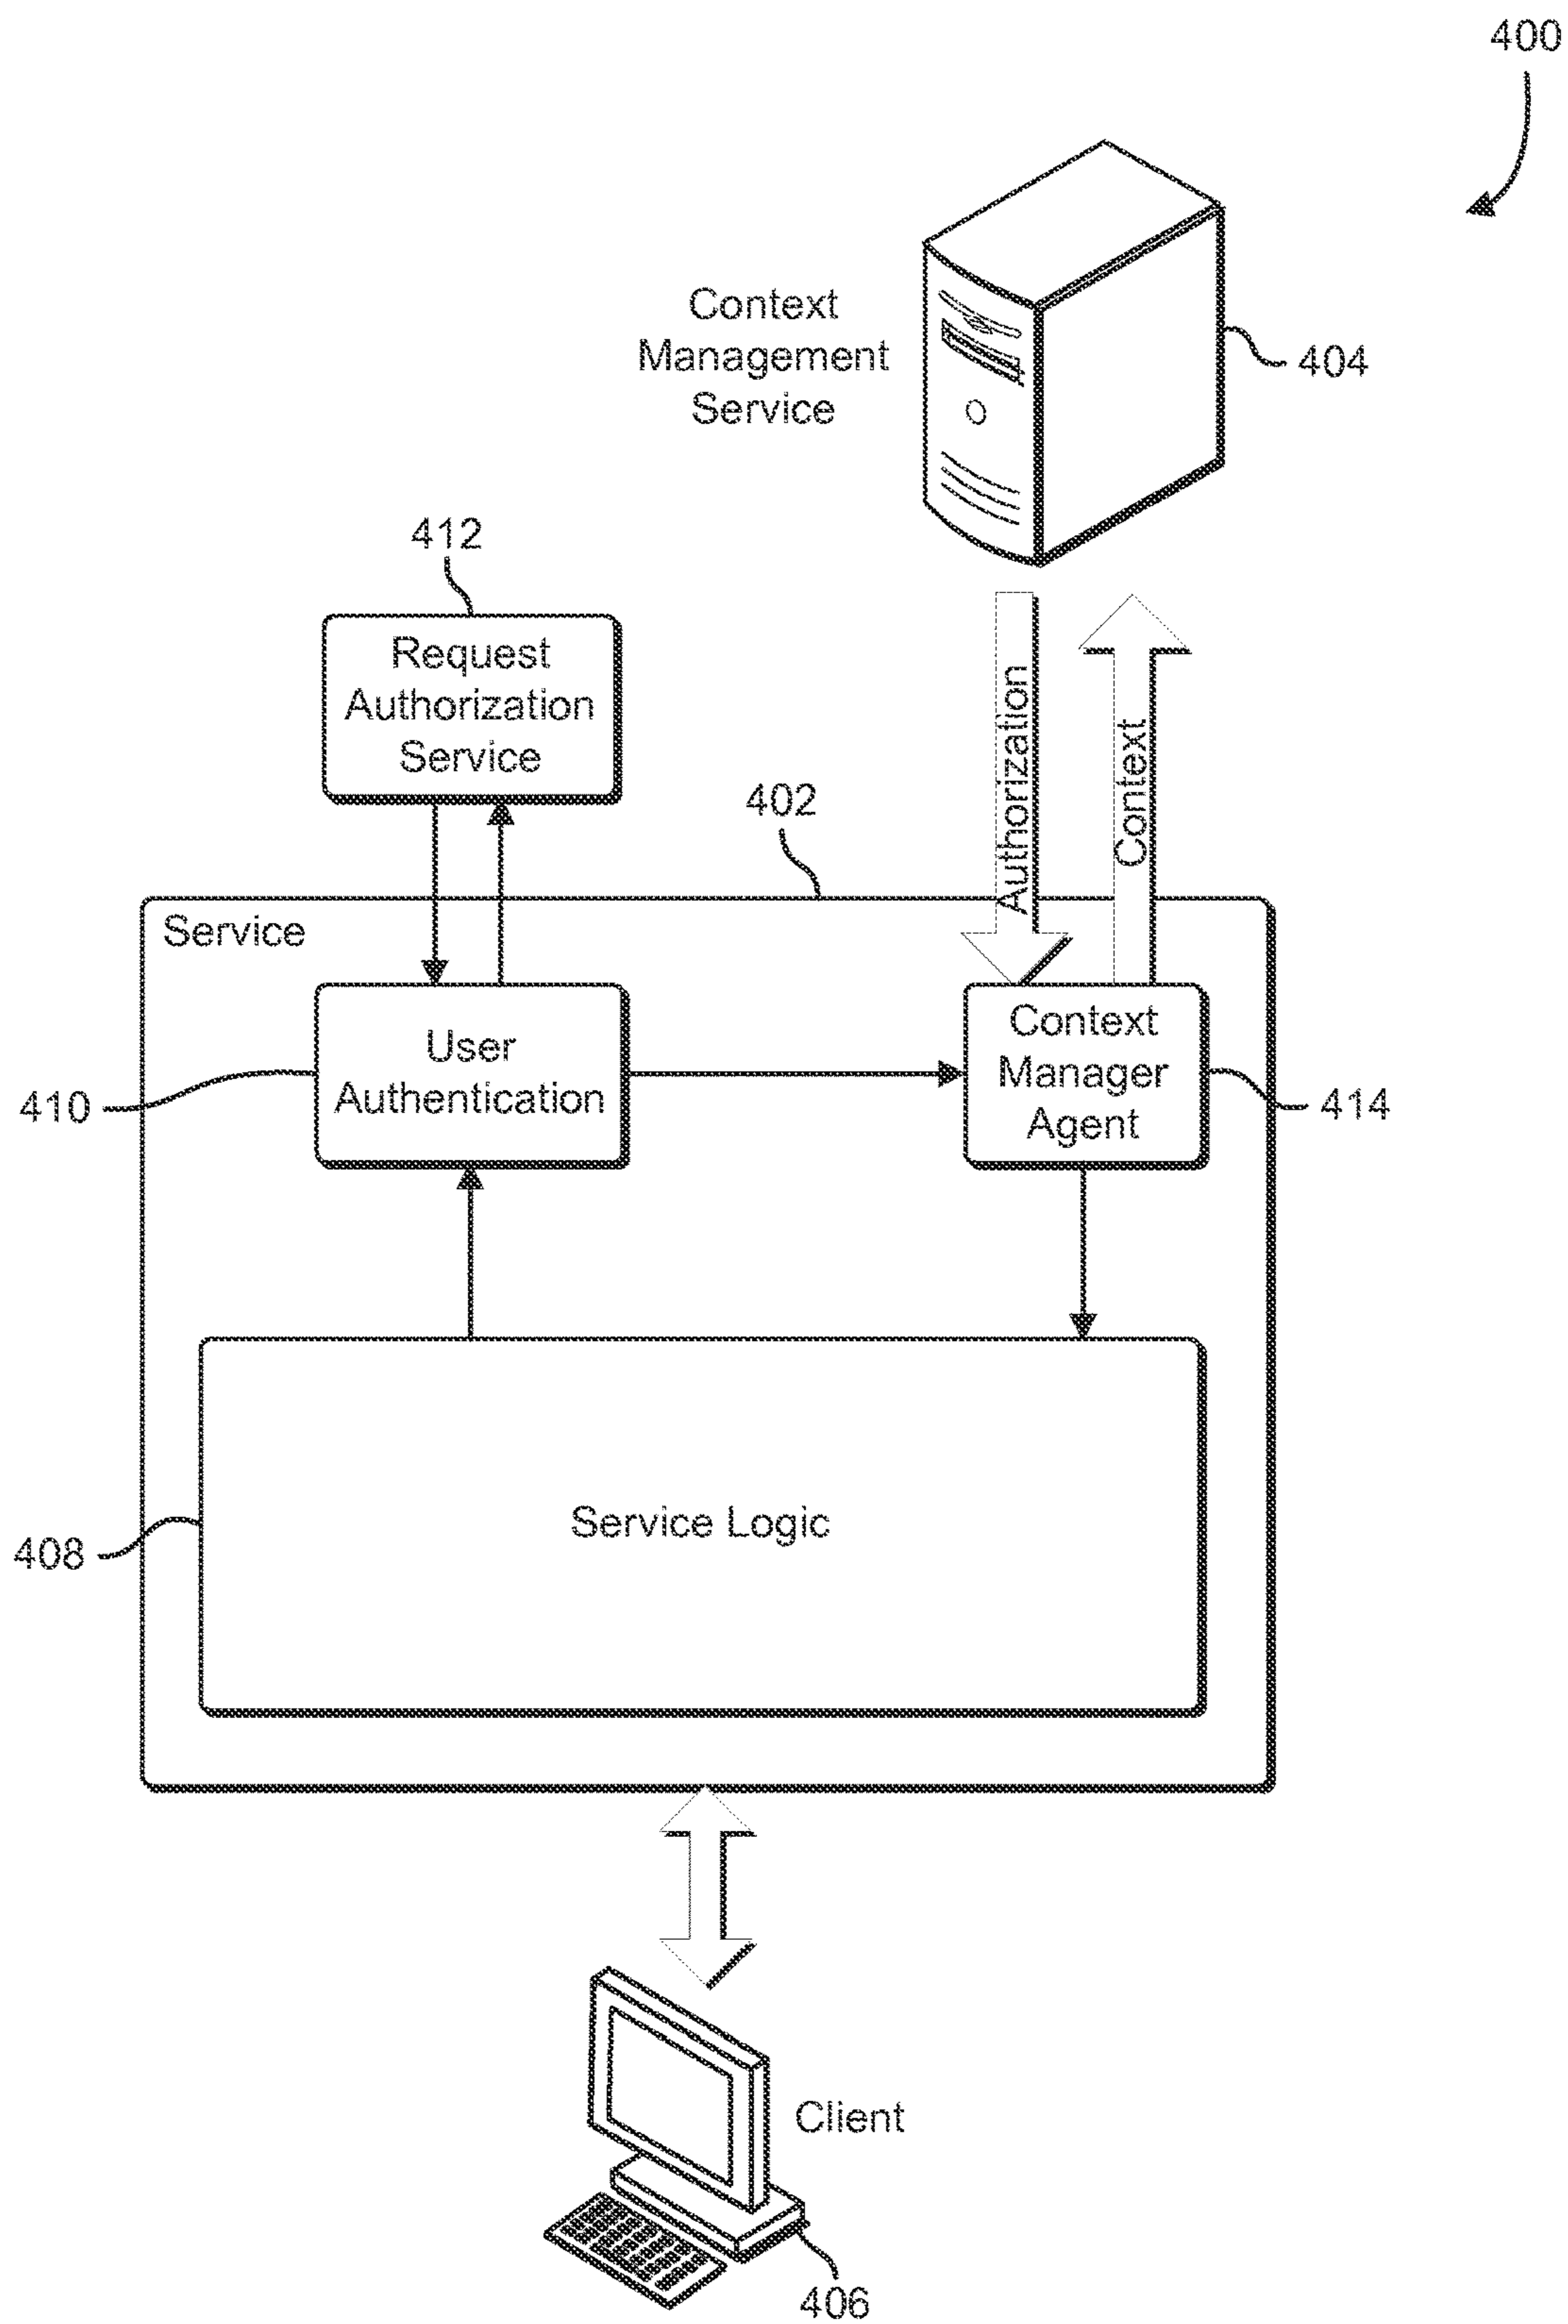 400
Context
Management
Service
404
412
Request
Authorization
Service
402
Authorization
Context
Service
User
Authentication
410
Context
Manager
Agent
414
Service Logic
408
Client
406